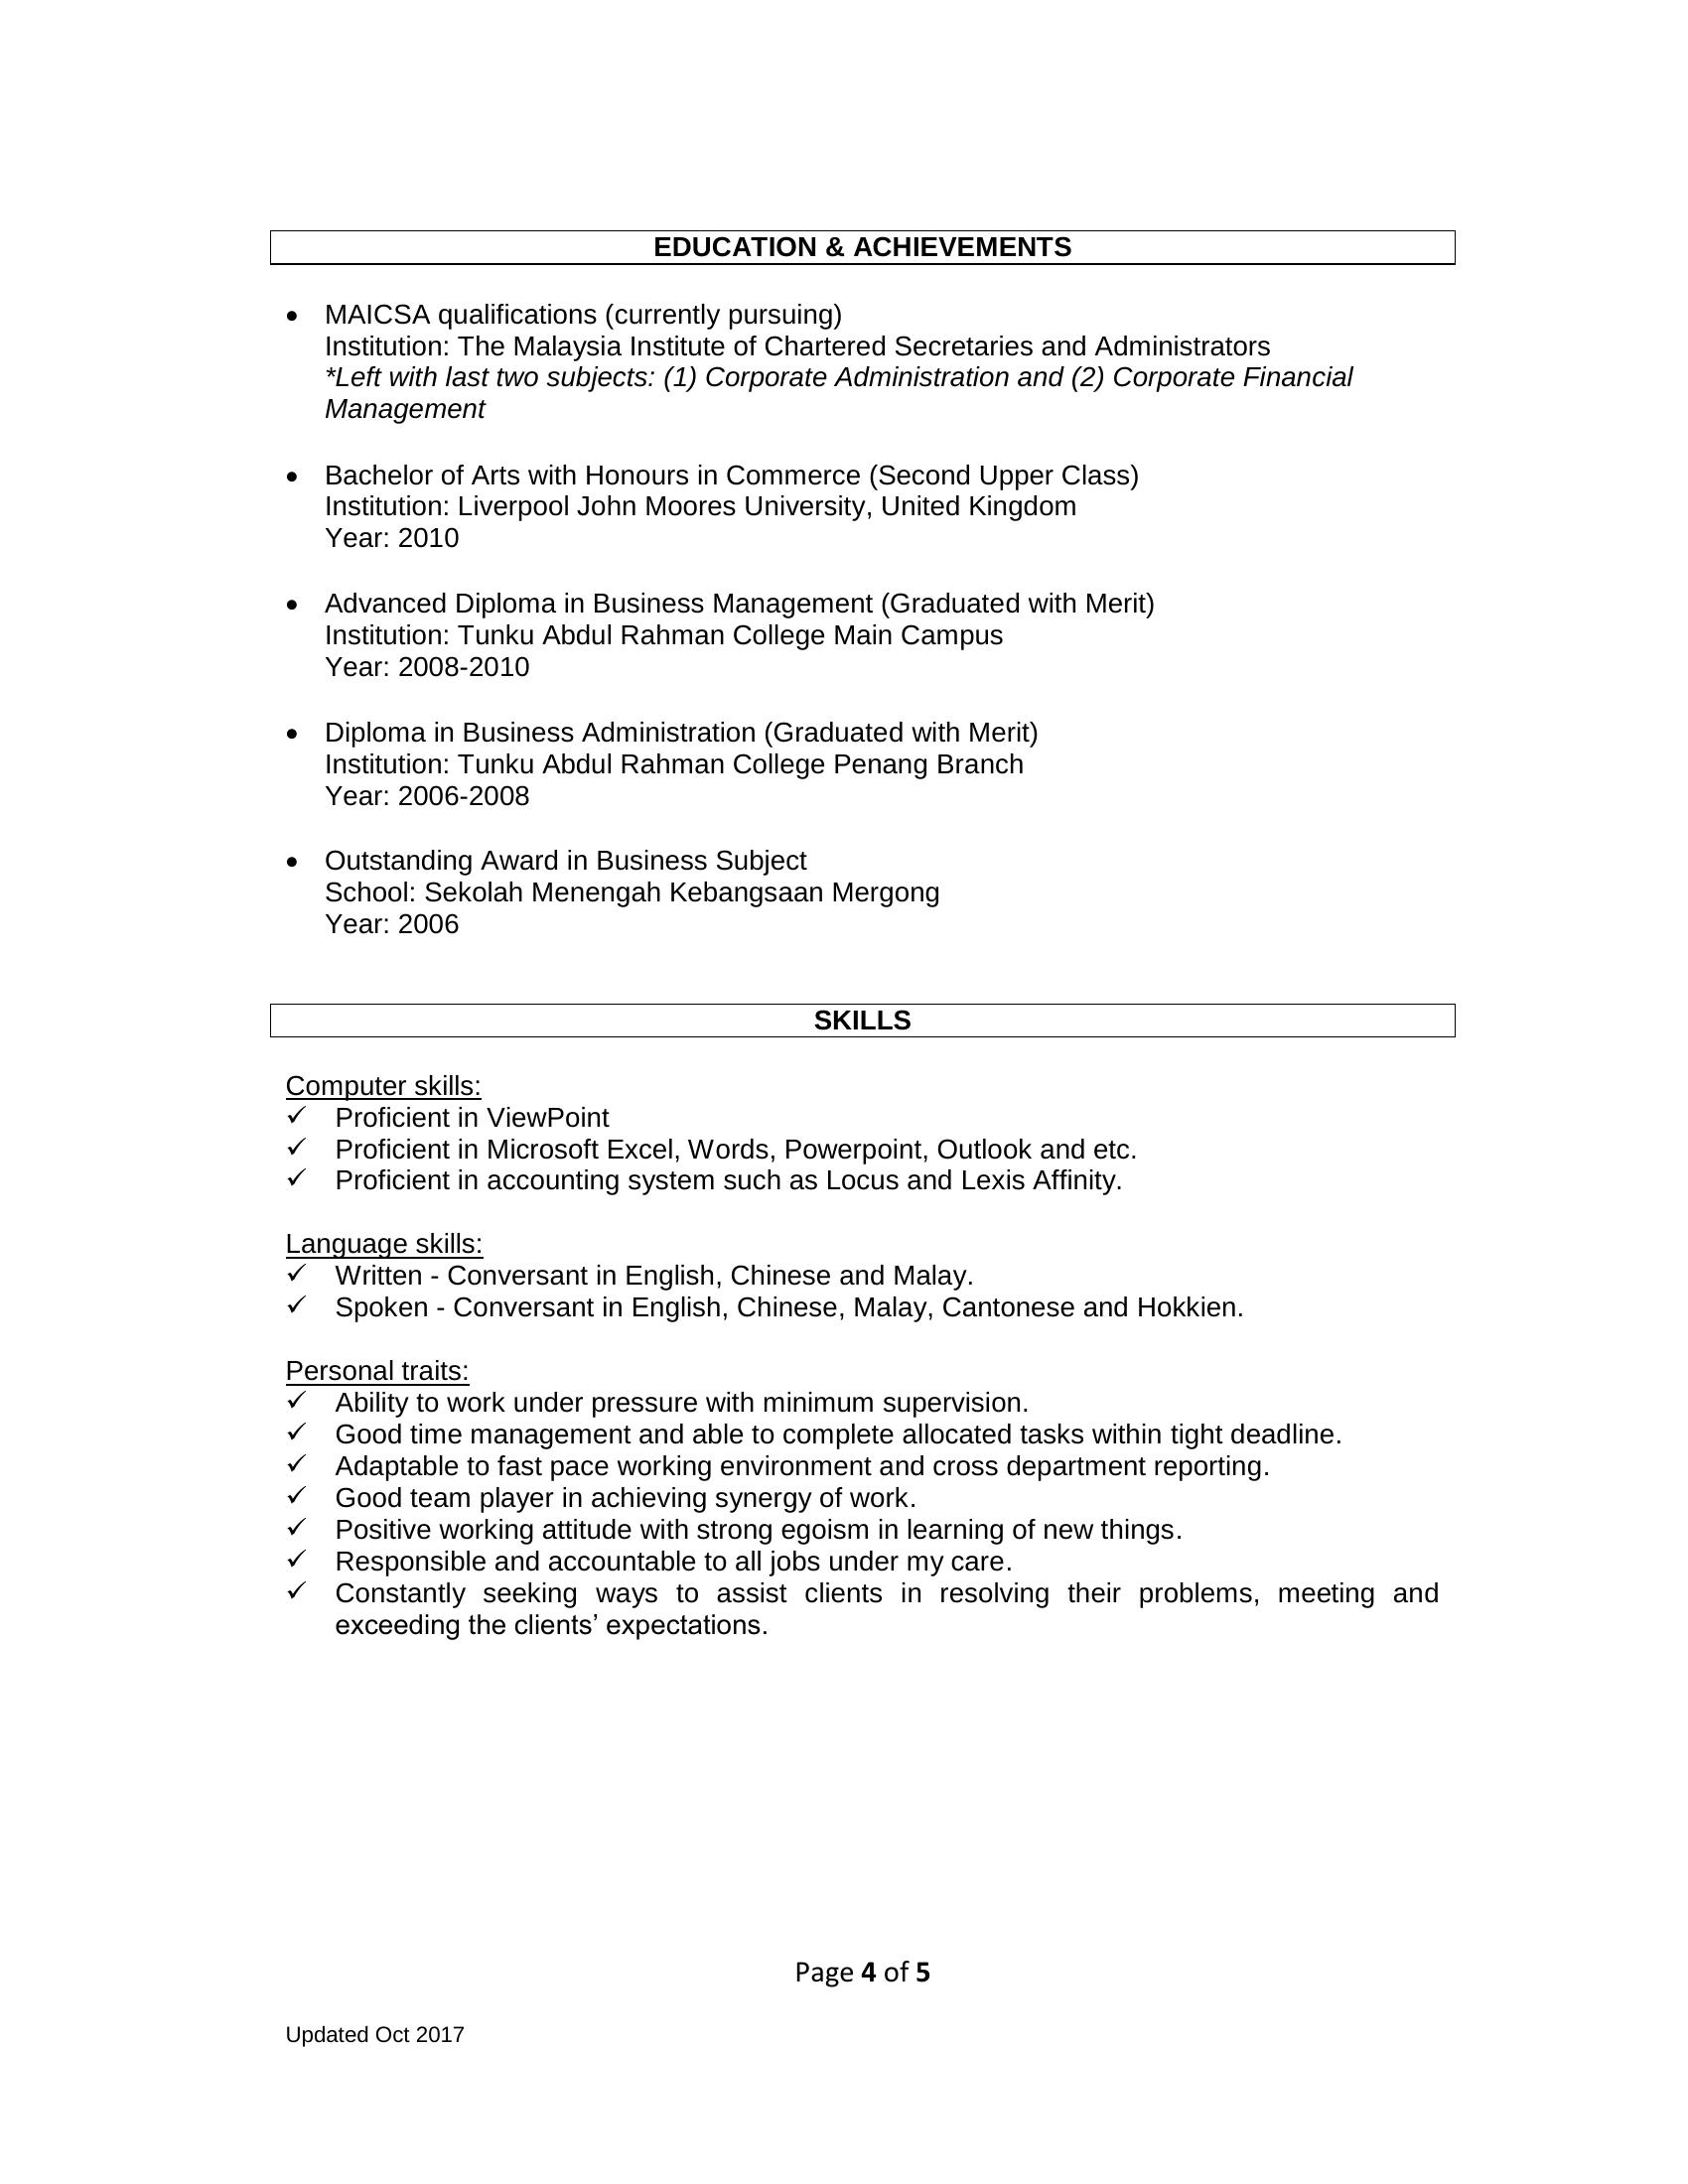 EDUCATION & ACHIEVEMENTS
• MAICSA qualifications (currently pursuing)
Institution: The Malaysia Institute of Chartered Secretaries and Administrators
*Left with last two subjects: (1) Corporate Administration and (2) Corporate Financial
Management
• Bachelor of Arts with Honours in Commerce (Second Upper Class)
Institution: Liverpool John Moores University, United Kingdom
Year: 2010
• Advanced Diploma in Business Management (Graduated with Merit)
Institution: Tunku Abdul Rahman College Main Campus
Year: 2008-2010
• Diploma in Business Administration (Graduated with Merit)
Institution: Tunku Abdul Rahman College Penang Branch
Year: 2006-2008
• Outstanding Award in Business Subject
School: Sekolah Menengah Kebangsaan Mergong
Year: 2006
SKILLS
Computer skills:
✓ Proficient in ViewPoint
✓ Proficient in Microsoft Excel, Words, Powerpoint, Outlook and etc.
✓ Proficient in accounting system such as Locus and Lexis Affinity.
Language skills:
✓ Written - Conversant in English, Chinese and Malay.
✓ Spoken - Conversant in English, Chinese, Malay, Cantonese and Hokkien.
Personal traits:
✓ Ability to work under pressure with minimum supervision.
✓ Good time management and able to complete allocated tasks within tight deadline.
✓ Adaptable to fast pace working environment and cross department reporting.
✓ Good team player in achieving synergy of work.
✓ Positive working attitude with strong egoism in learning of new things.
✓ Responsible and accountable to all jobs under my care.
✓ Constantly seeking ways to assist clients in resolving their problems, meeting and
exceeding the clients’ expectations.
Page 4 of 5
Updated Oct 2017